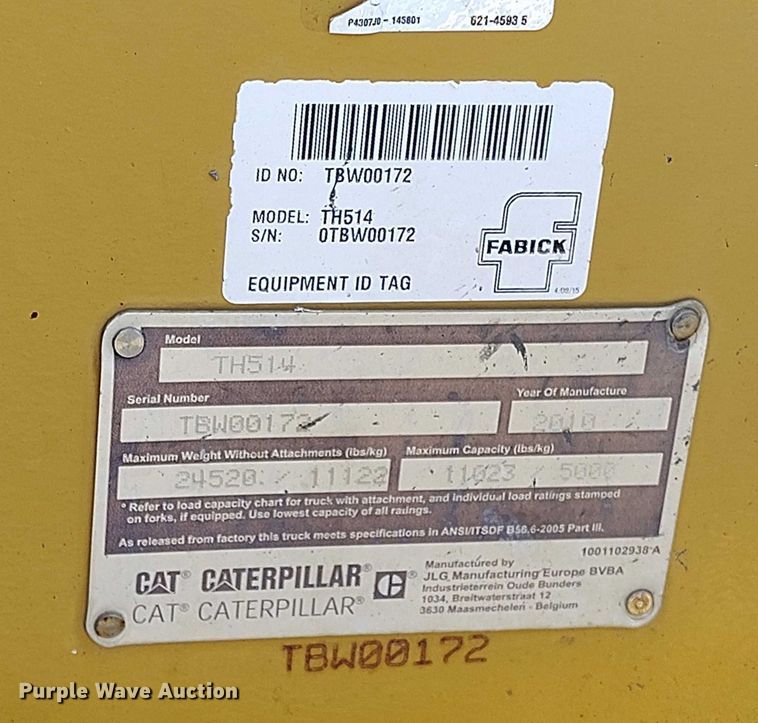 P4307J0 - 145801 621-4593 5
ID NO: TBW00172
MODEL: TH514
S/N: 0TBW00172
FABICK
EQUIPMENT ID TAG
4/09/15
Model
TH514
Serial Number Year Of Manufacture
TBW00172 2010
Maximum Weight Without Attachments (lbs/kg) Maximum Capacity (lbs/kg)
24520 / 11122 11023 / 5000
* Refer to load capacity chart for truck with attachment, and individual load ratings stamped
on forks, if equipped. Use lowest capacity of all ratings.
As released from factory this truck meets specifications in ANSI/ITSDF B56.6-2005 Part III.
1001102938 A
CAT® CATERPILLAR® C®
CAT® CATERPILLAR®
Manufactured by
JLG Manufacturing Europe BVBA
Industrieterrein Oude Bunders
1034, Breitwaterstraat 12
3630 Maasmechelen - Belgium
TBW00172
Purple Wave Auction